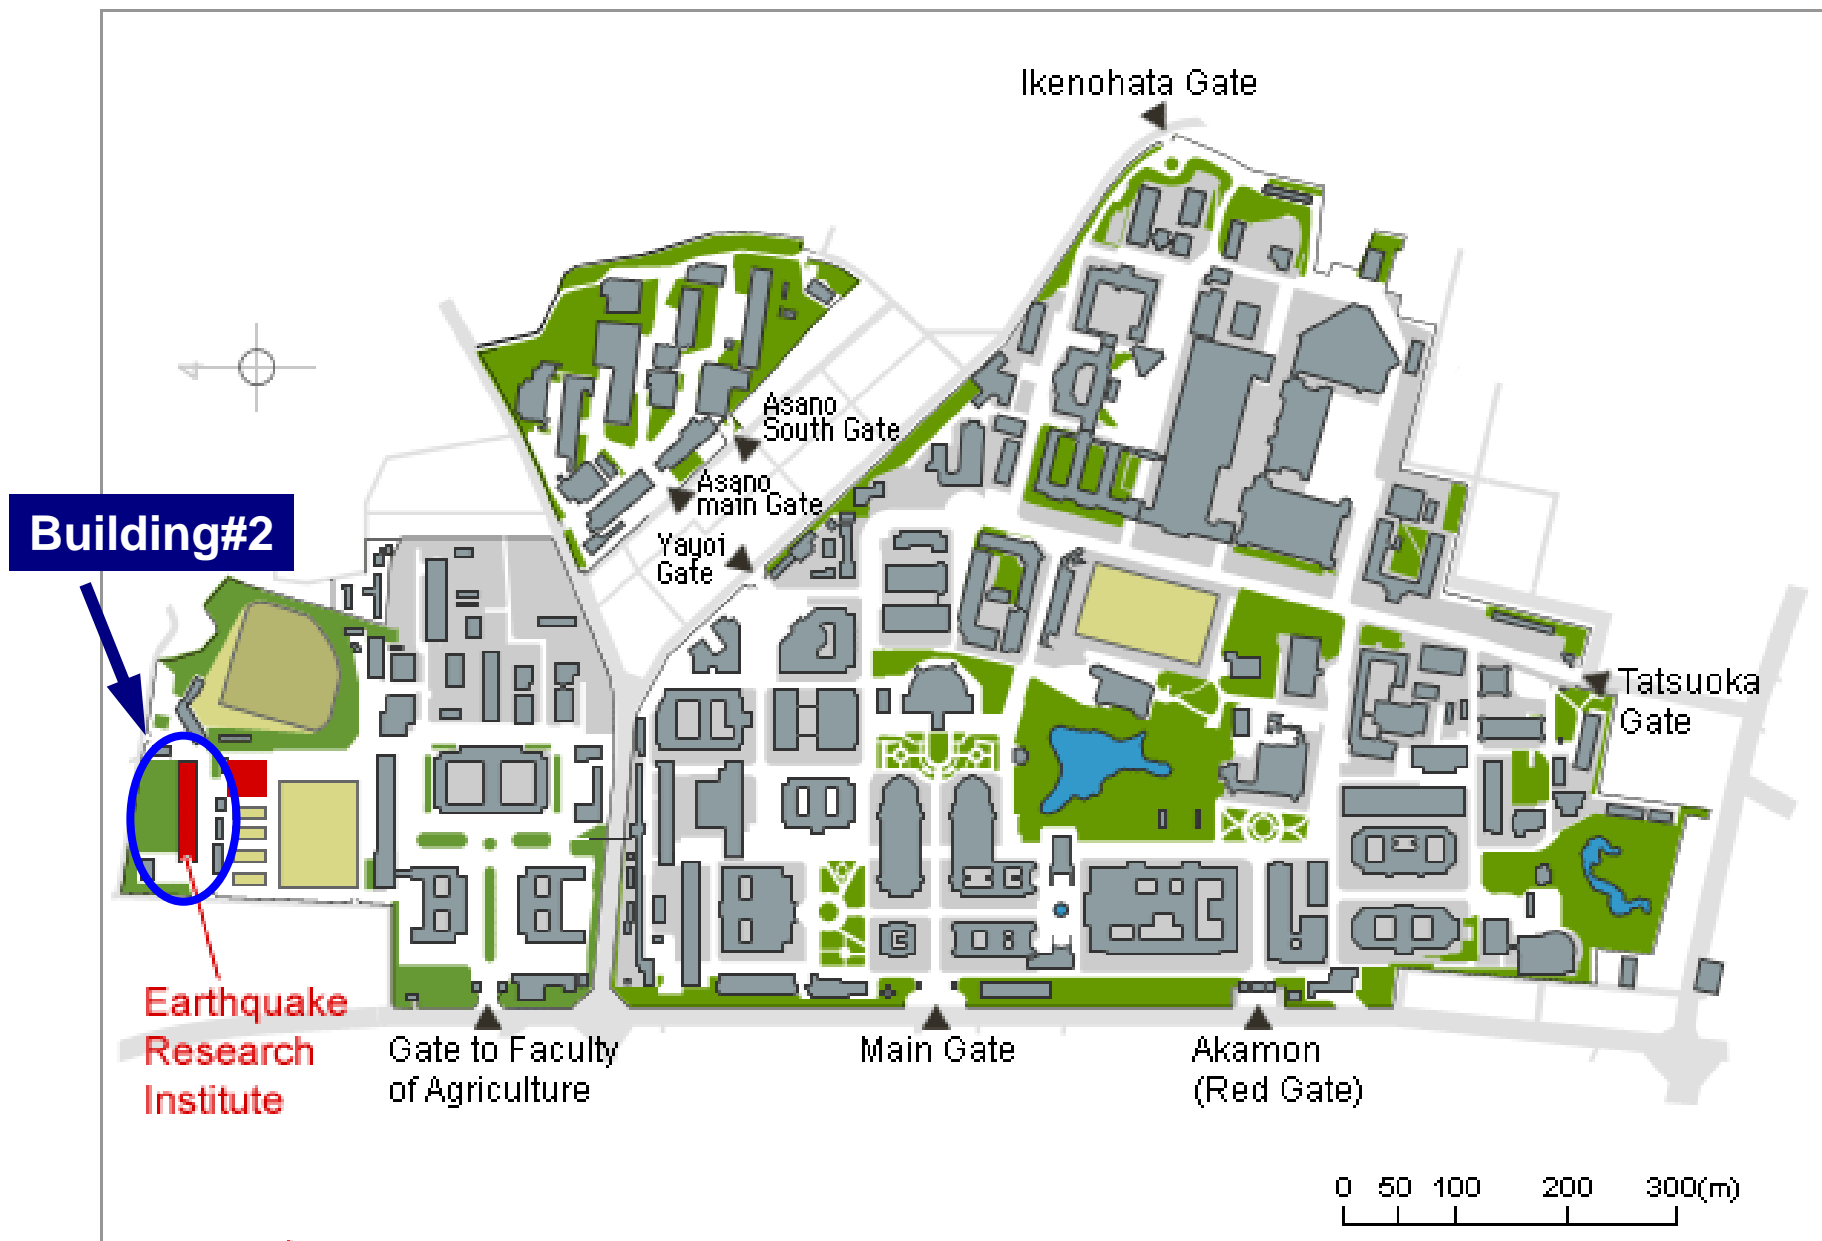 Ikenohata Gate
Asano
South Gate
Asano
main Gate
Yayoi
Gate
Building#2
Tatsuoka
Gate
Earthquake
Research
Institute
Gate to Faculty
of Agriculture
Main Gate
Akamon
(Red Gate)
0 50 100 200 300(m)